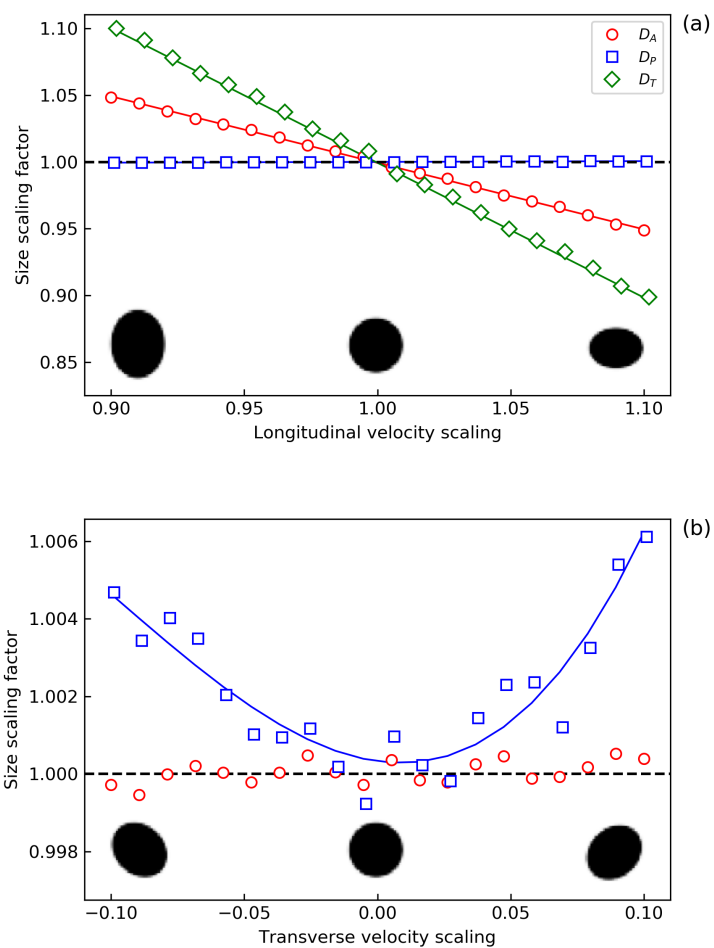 (a)
1.10
1.05
1.00
0.95
0.90
0.85
Size scaling factor
D_A
D_P
D_T
0.90 0.95 1.00 1.05 1.10
Longitudinal velocity scaling
(b)
1.006
1.004
1.002
1.000
0.998
Size scaling factor
−0.10 −0.05 0.00 0.05 0.10
Transverse velocity scaling